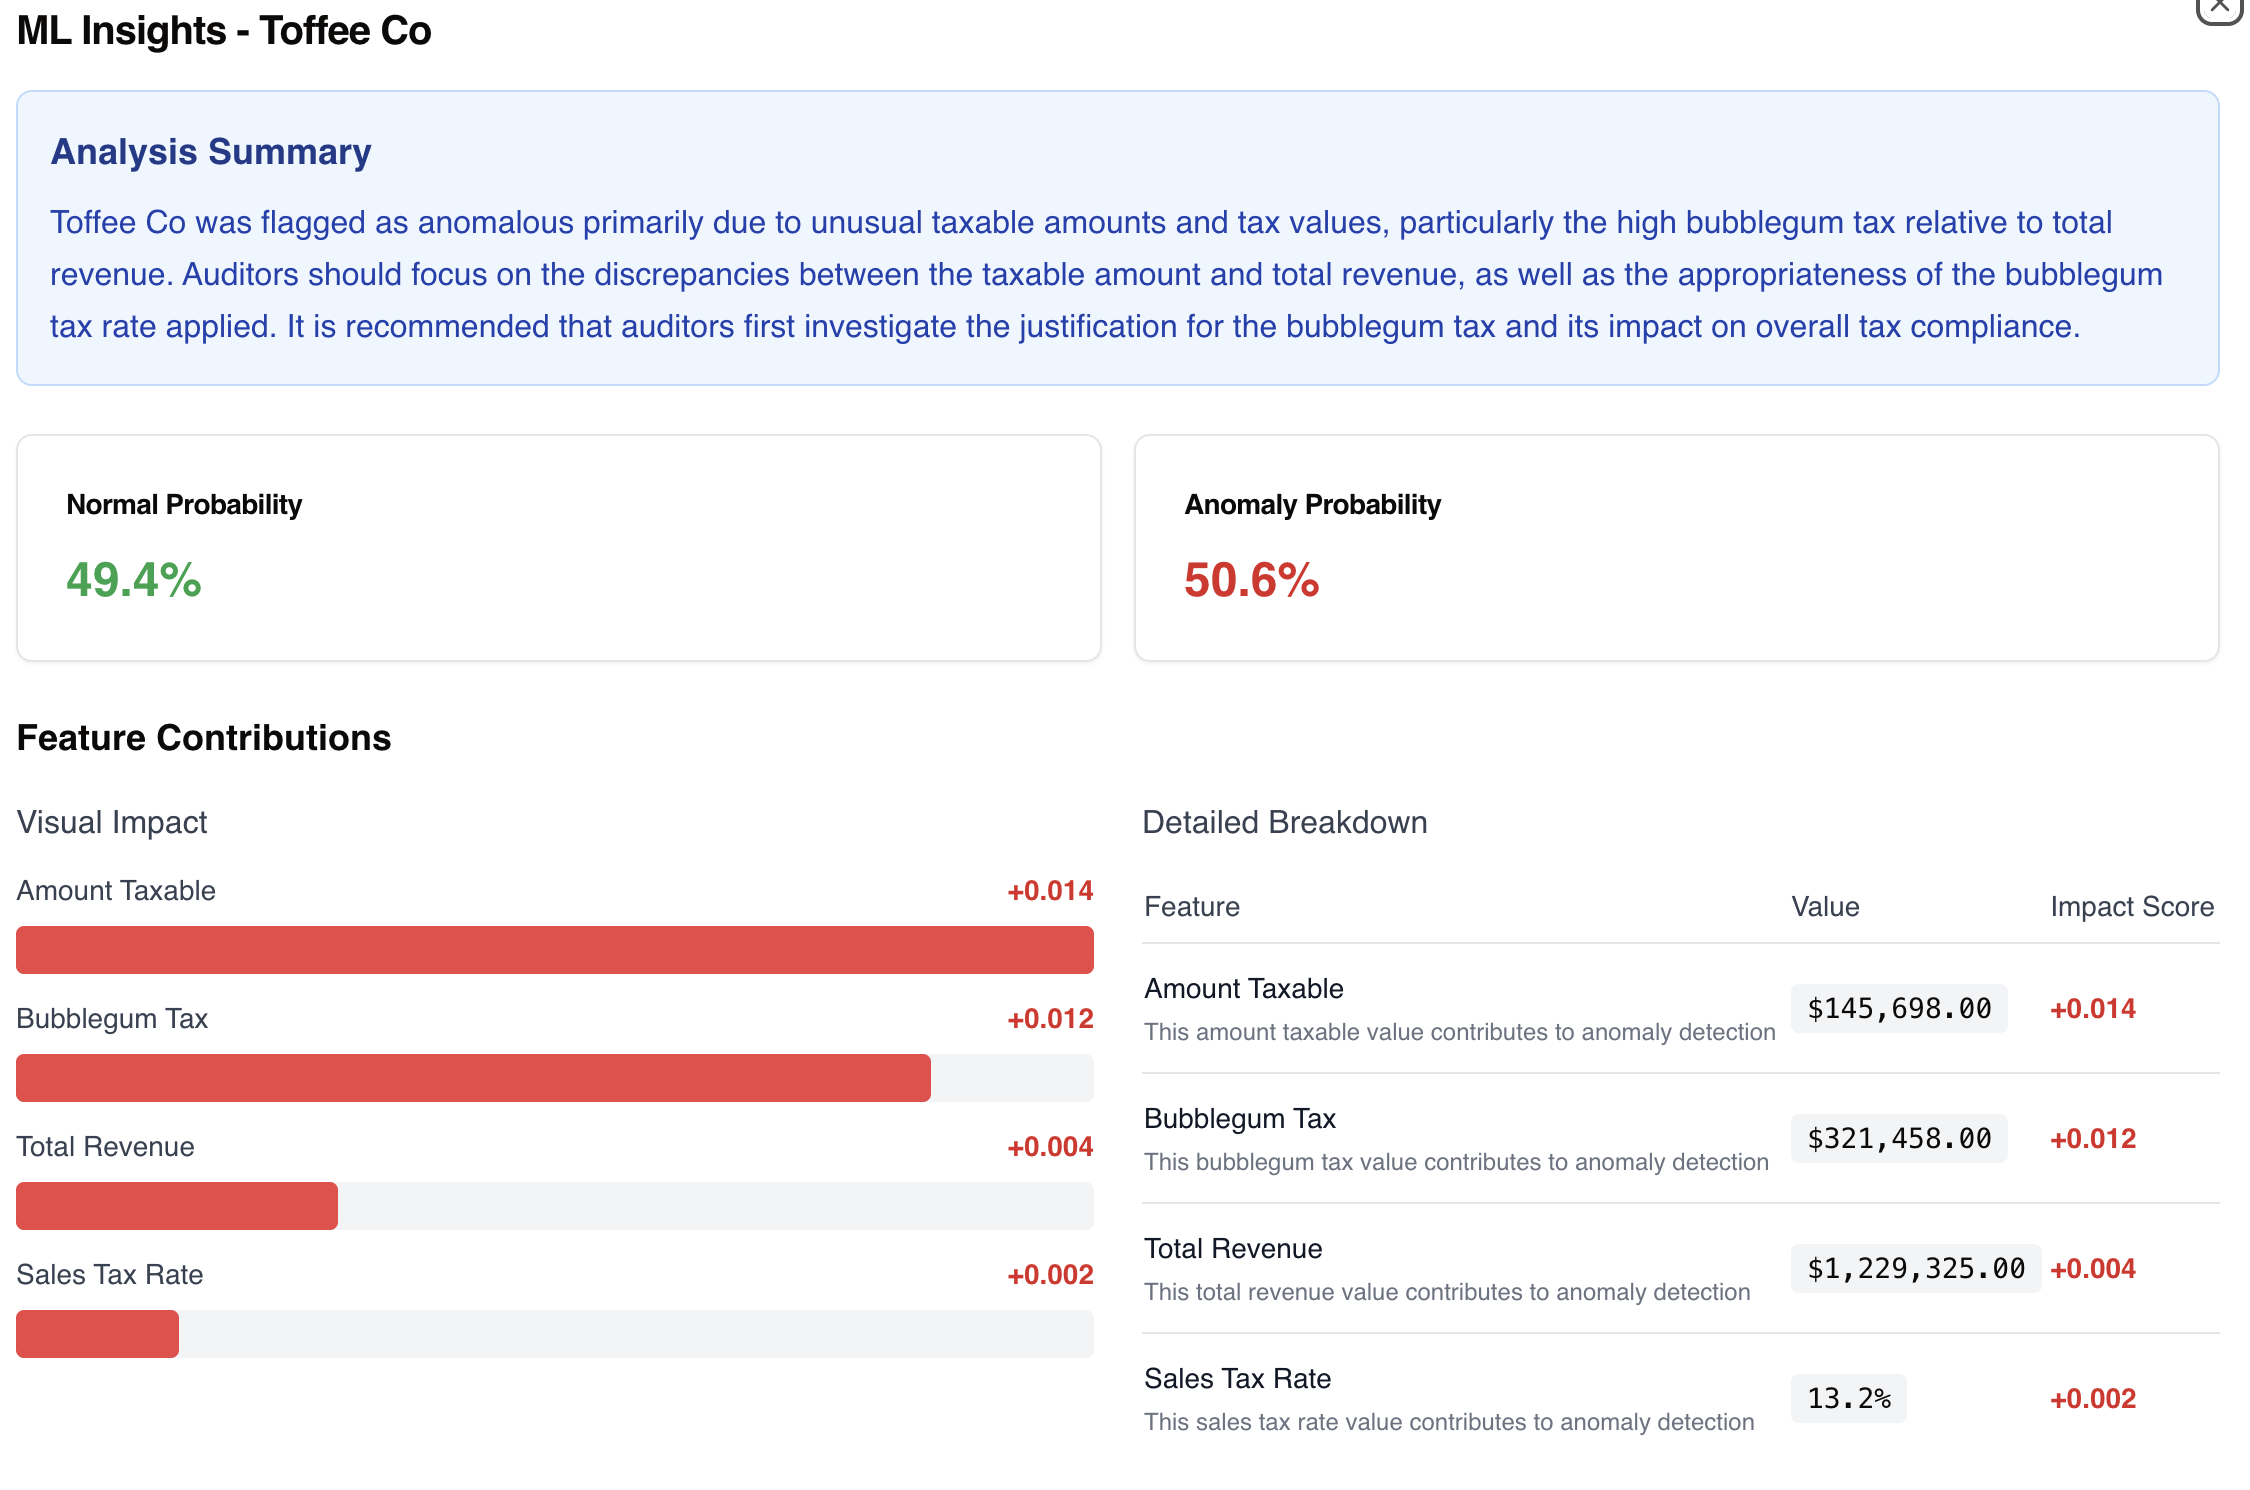 ML Insights - Toffee Co
Analysis Summary
Toffee Co was flagged as anomalous primarily due to unusual taxable amounts and tax values, particularly the high bubblegum tax relative to total
revenue. Auditors should focus on the discrepancies between the taxable amount and total revenue, as well as the appropriateness of the bubblegum
tax rate applied. It is recommended that auditors first investigate the justification for the bubblegum tax and its impact on overall tax compliance.
Normal Probability
49.4%
Anomaly Probability
50.6%
Feature Contributions
Visual Impact
Amount Taxable +0.014
Bubblegum Tax +0.012
Total Revenue +0.004
Sales Tax Rate +0.002
Detailed Breakdown
Feature Value Impact Score
Amount Taxable
This amount taxable value contributes to anomaly detection
$145,698.00 +0.014
Bubblegum Tax
This bubblegum tax value contributes to anomaly detection
$321,458.00 +0.012
Total Revenue
This total revenue value contributes to anomaly detection
$1,229,325.00 +0.004
Sales Tax Rate
This sales tax rate value contributes to anomaly detection
13.2% +0.002